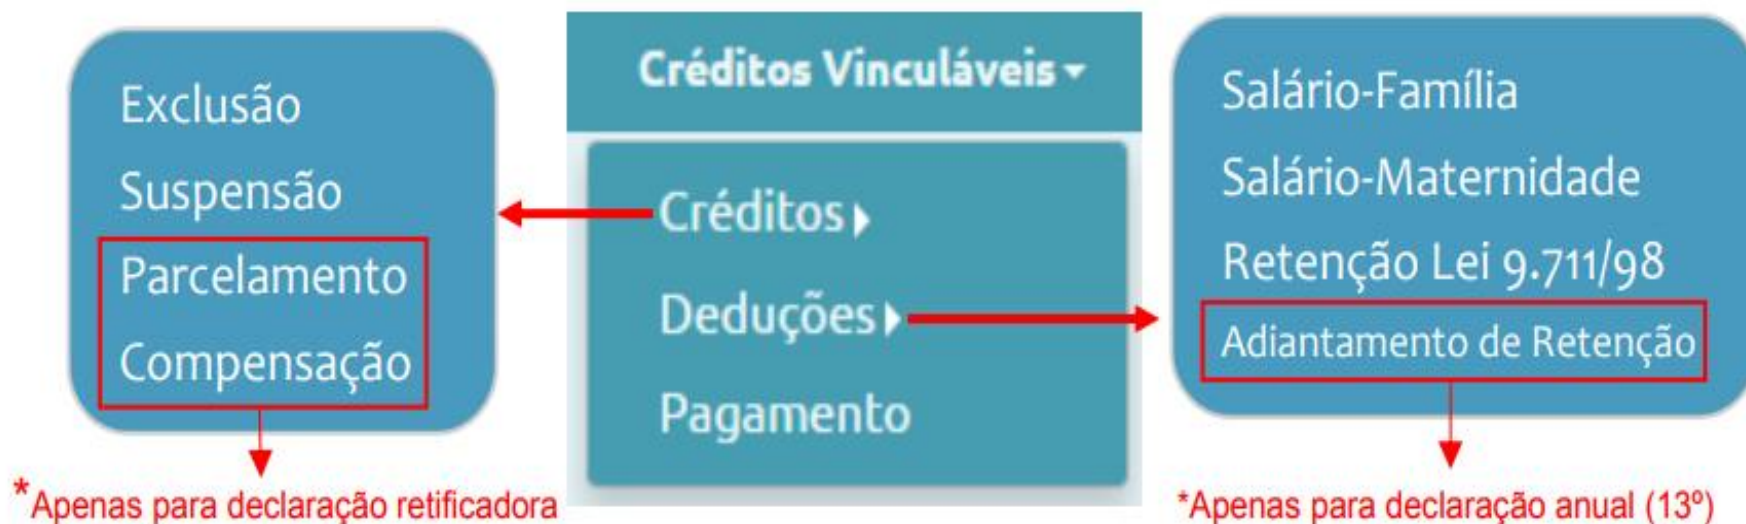 Exclusão
Suspensão
Parcelamento
Compensação
*Apenas para declaração retificadora
Créditos Vinculáveis
Créditos
Deduções
Pagamento
Salário-Família
Salário-Maternidade
Retenção Lei 9.711/98
Adiantamento de Retenção
*Apenas para declaração anual (13º)